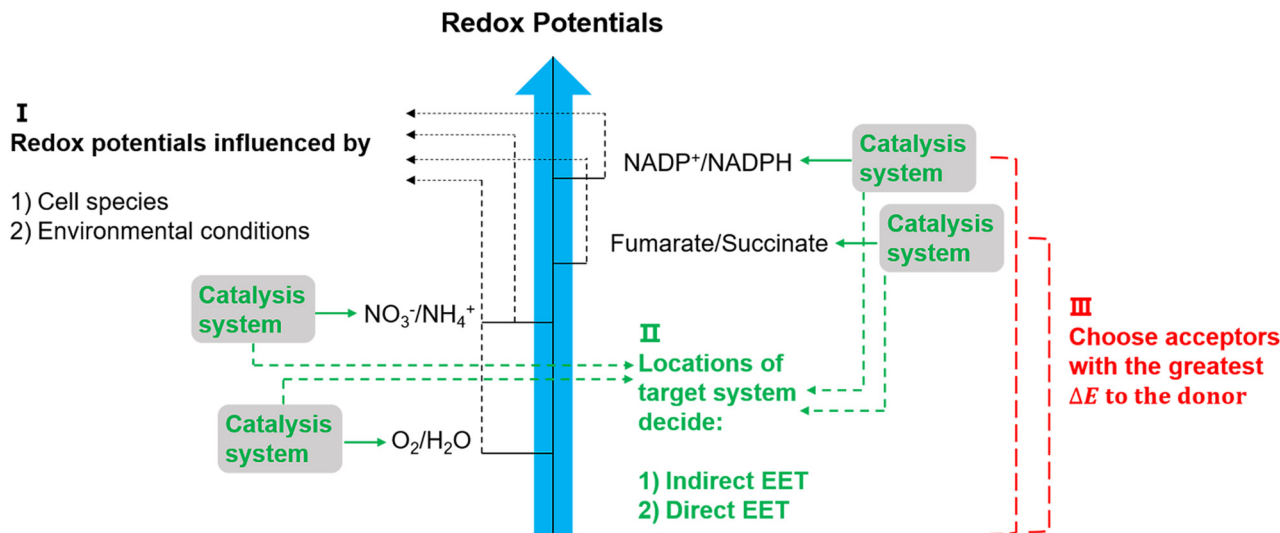 Redox Potentials
I
Redox potentials influenced by
1) Cell species
2) Environmental conditions
NADP⁺/NADPH
Catalysis
system
Fumarate/Succinate
Catalysis
system
Catalysis
system
NO₃⁻/NH₄⁺
Catalysis
system
O₂/H₂O
II
Locations of
target system
decide:
1) Indirect EET
2) Direct EET
III
Choose acceptors
with the greatest
ΔE to the donor